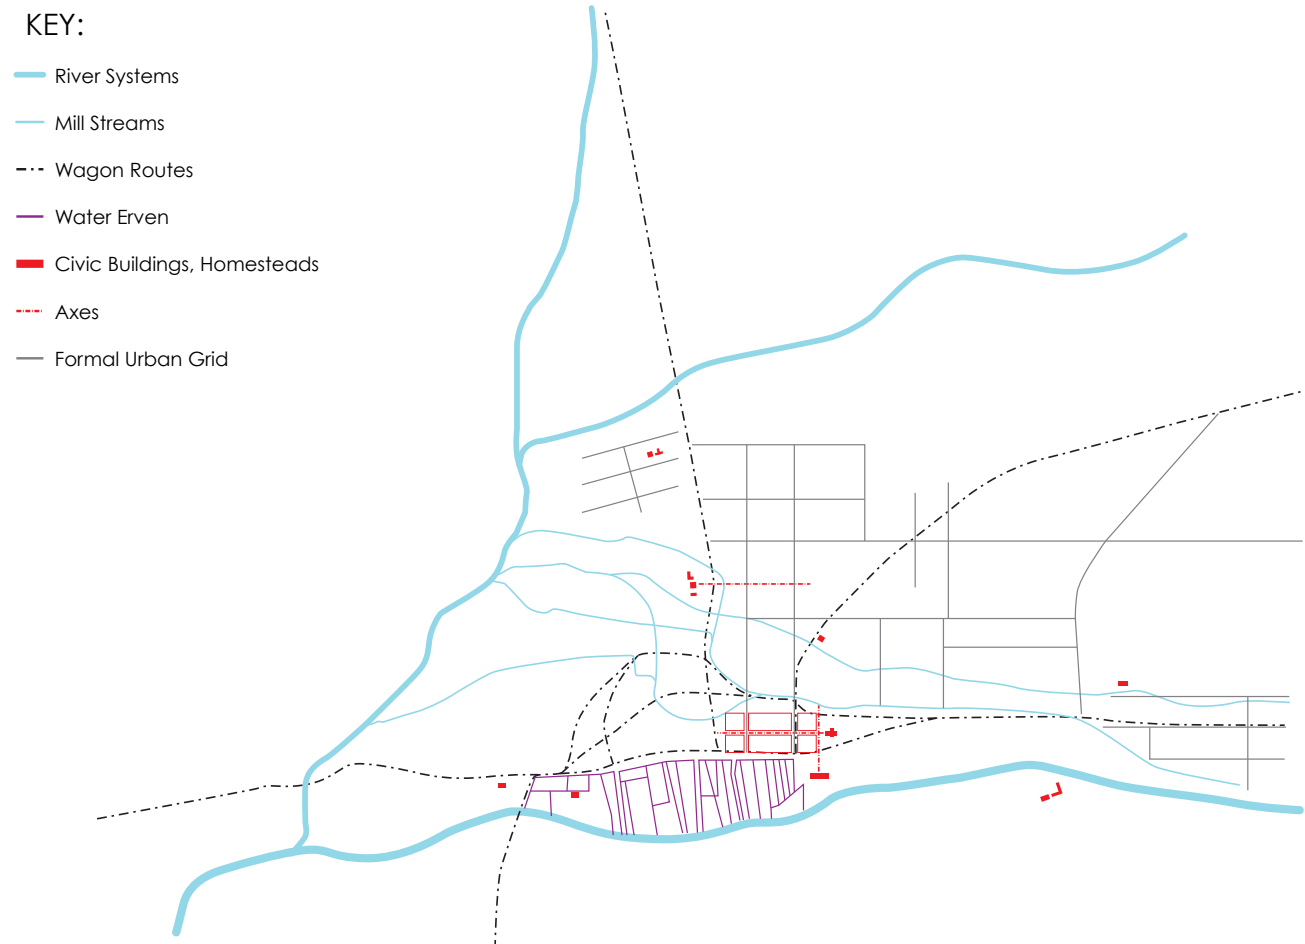 KEY:
River Systems
Mill Streams
Wagon Routes
Water Erven
Civic Buildings, Homesteads
Axes
Formal Urban Grid